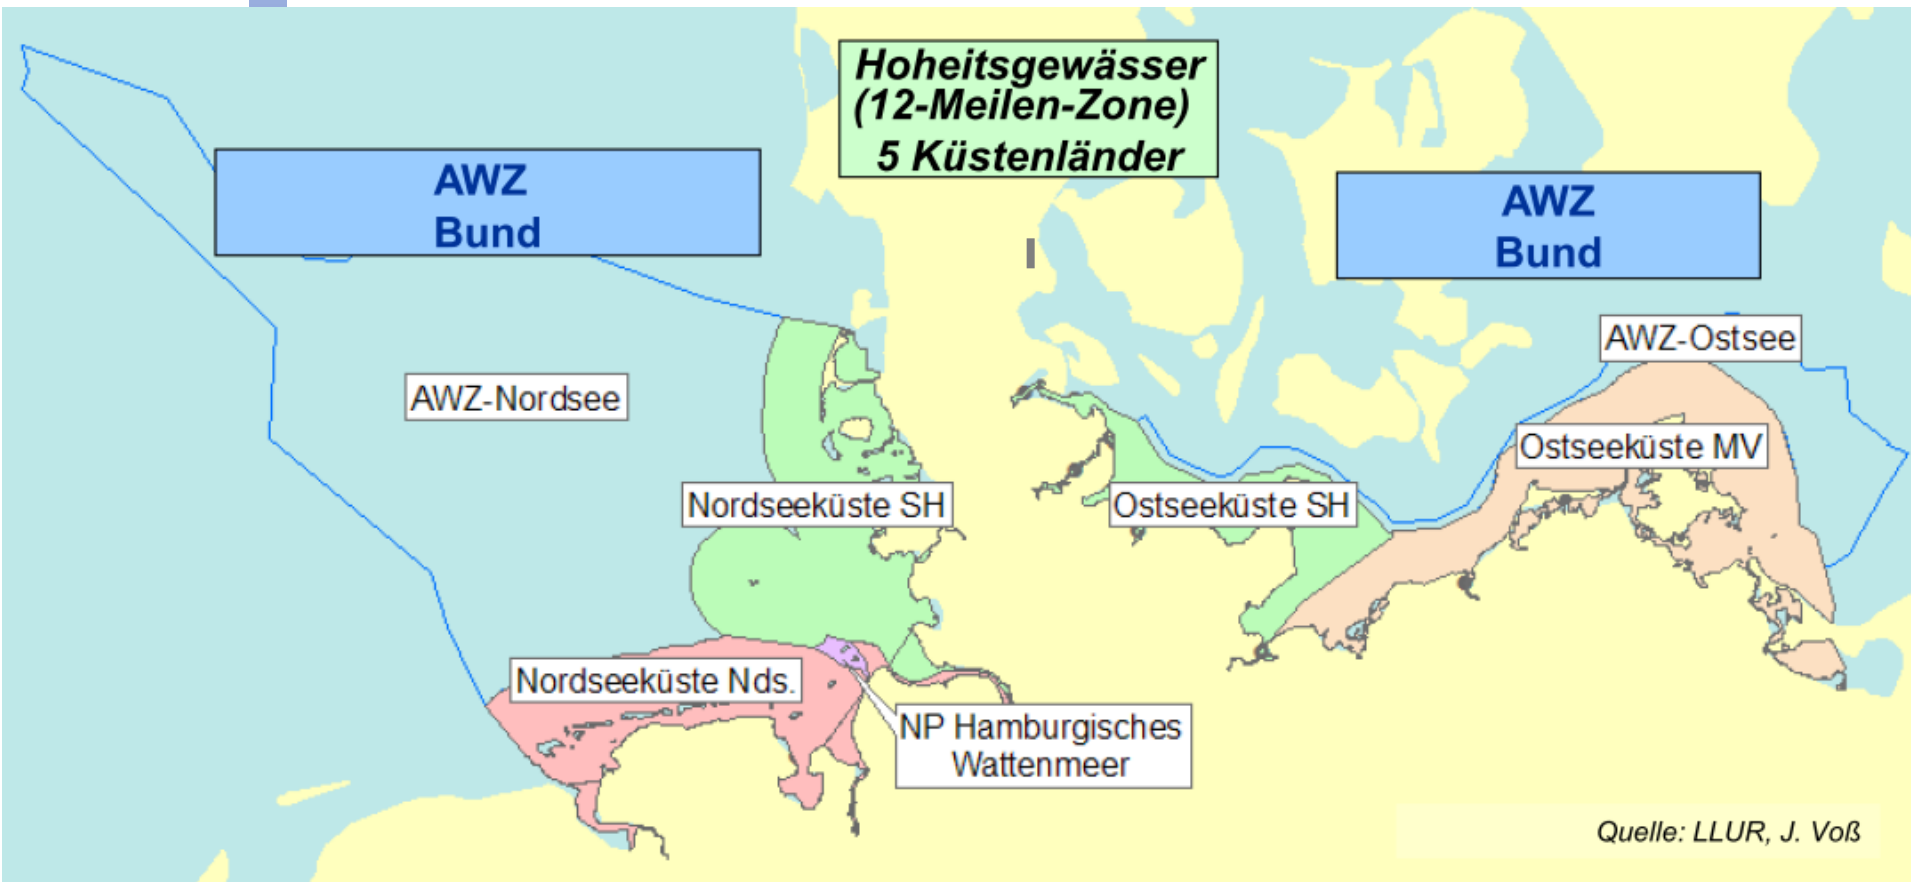 Hoheitsgewässer
(12-Meilen-Zone)
5 Küstenländer
AWZ
Bund
AWZ
Bund
AWZ-Ostsee
AWZ-Nordsee
Ostseeküste MV
Nordseeküste SH
Ostseeküste SH
Nordseeküste Nds.
NP Hamburgisches
Wattenmeer
Quelle: LLUR, J. Voß